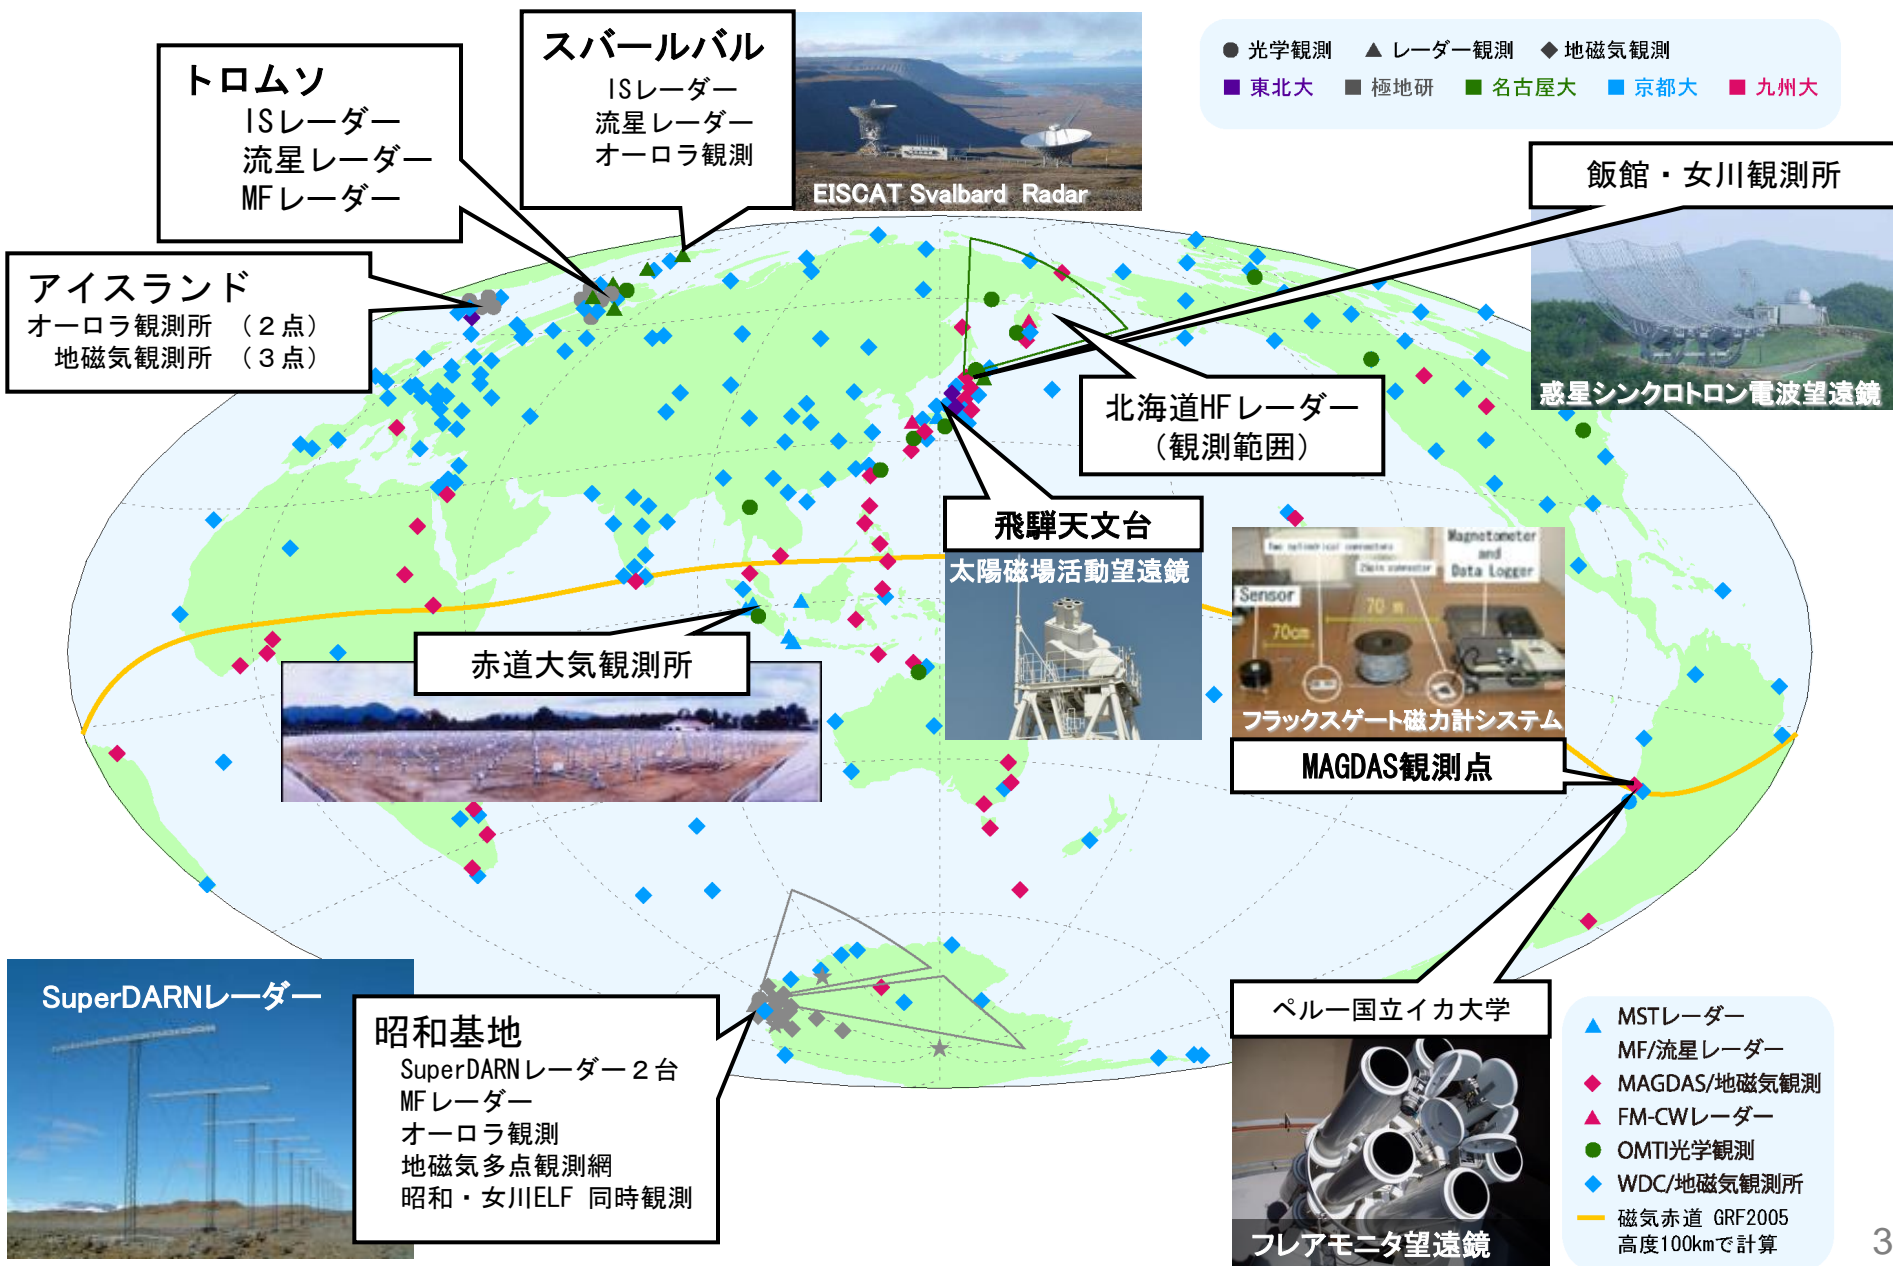 スバールバル
ISレーダー
流星レーダー
オーロラ観測
EISCAT Svalbard Radar
トロムソ
ISレーダー
流星レーダー
MFレーダー
アイスランド
オーロラ観測所 （２点）
地磁気観測所 （３点）
● 光学観測 ▲ レーダー観測 ◆ 地磁気観測
■ 東北大 ■ 極地研 ■ 名古屋大 ■ 京都大 ■ 九州大
飯館・女川観測所
惑星シンクロトロン電波望遠鏡
北海道HFレーダー
（観測範囲）
飛騨天文台
太陽磁場活動望遠鏡
赤道大気観測所
Two cylindrical connectors
Magnetometer
and
Data Logger
25pin connector
Sensor
70 m
70cm
フラックスゲート磁力計システム
MAGDAS観測点
SuperDARNレーダー
昭和基地
SuperDARNレーダー２台
MFレーダー
オーロラ観測
地磁気多点観測網
昭和・女川ELF 同時観測
ペルー国立イカ大学
フレアモニタ望遠鏡
MSTレーダー
MF/流星レーダー
MAGDAS/地磁気観測
FM-CWレーダー
OMTI光学観測
WDC/地磁気観測所
磁気赤道 GRF2005
高度100kmで計算
3